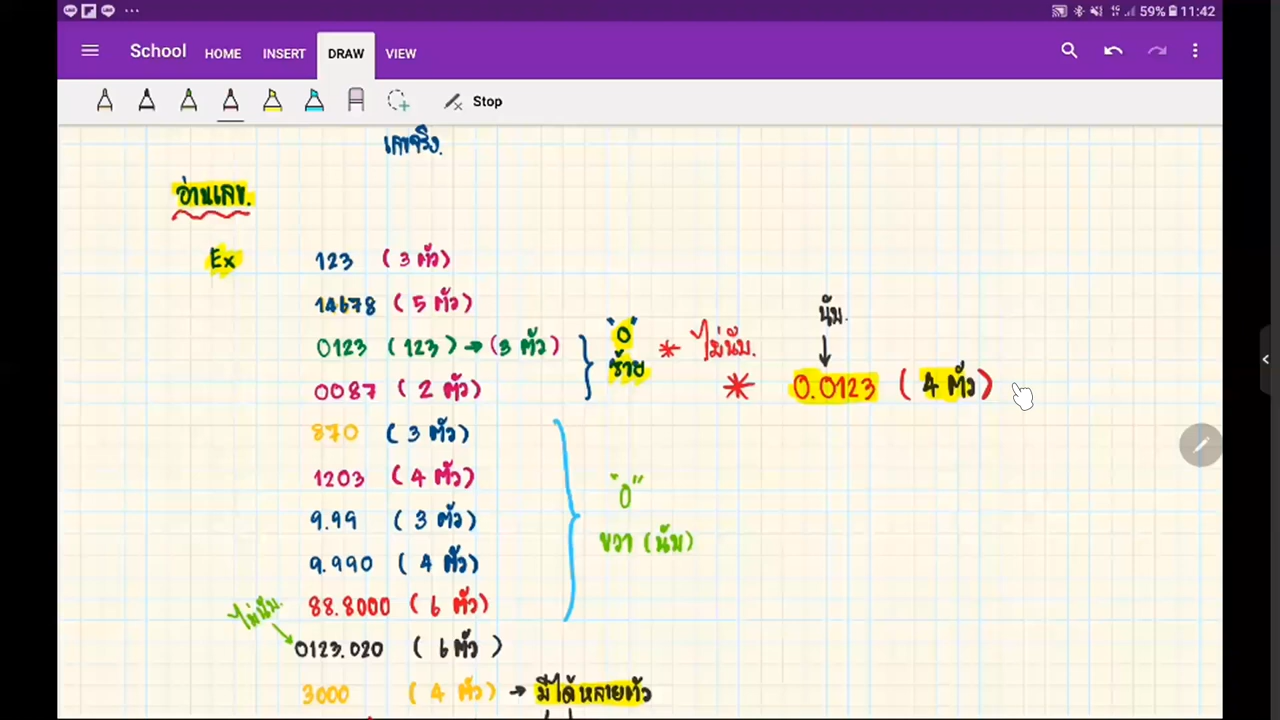 59% 11:42
School HOME INSERT DRAW VIEW
Stop
เลขจริง.
อ่านเลข.
Ex 123 (3 ตัว)
14678 (5 ตัว)
นับ.
0123 (123) → (3 ตัว) "0" * ไม่นับ.
ซ้าย
0087 (2 ตัว) * 0.0123 (4 ตัว)
870 (3 ตัว)
1203 (4 ตัว) "0"
9.99 (3 ตัว)
ขวา (นับ)
9.990 (4 ตัว)
88.8000 (6 ตัว)
ไม่นับ.
0123.020 (6 ตัว)
3000 (4 ตัว) → มีได้หลายตัว